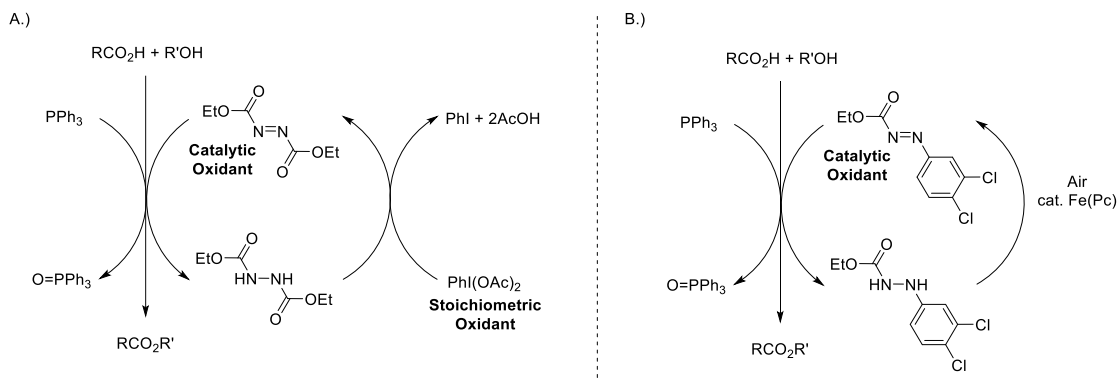 A.)
RCO₂H + R'OH
PPh₃
EtO
O
N=N
OEt
O
Catalytic
Oxidant
PhI + 2AcOH
O=PPh₃
EtO
O
HN–NH
OEt
O
PhI(OAc)₂
Stoichiometric
Oxidant
RCO₂R'
B.)
RCO₂H + R'OH
PPh₃
EtO
O
N=N
Catalytic
Oxidant
Cl
Cl
Air
cat. Fe(Pc)
O=PPh₃
EtO
O
HN–NH
Cl
Cl
RCO₂R'